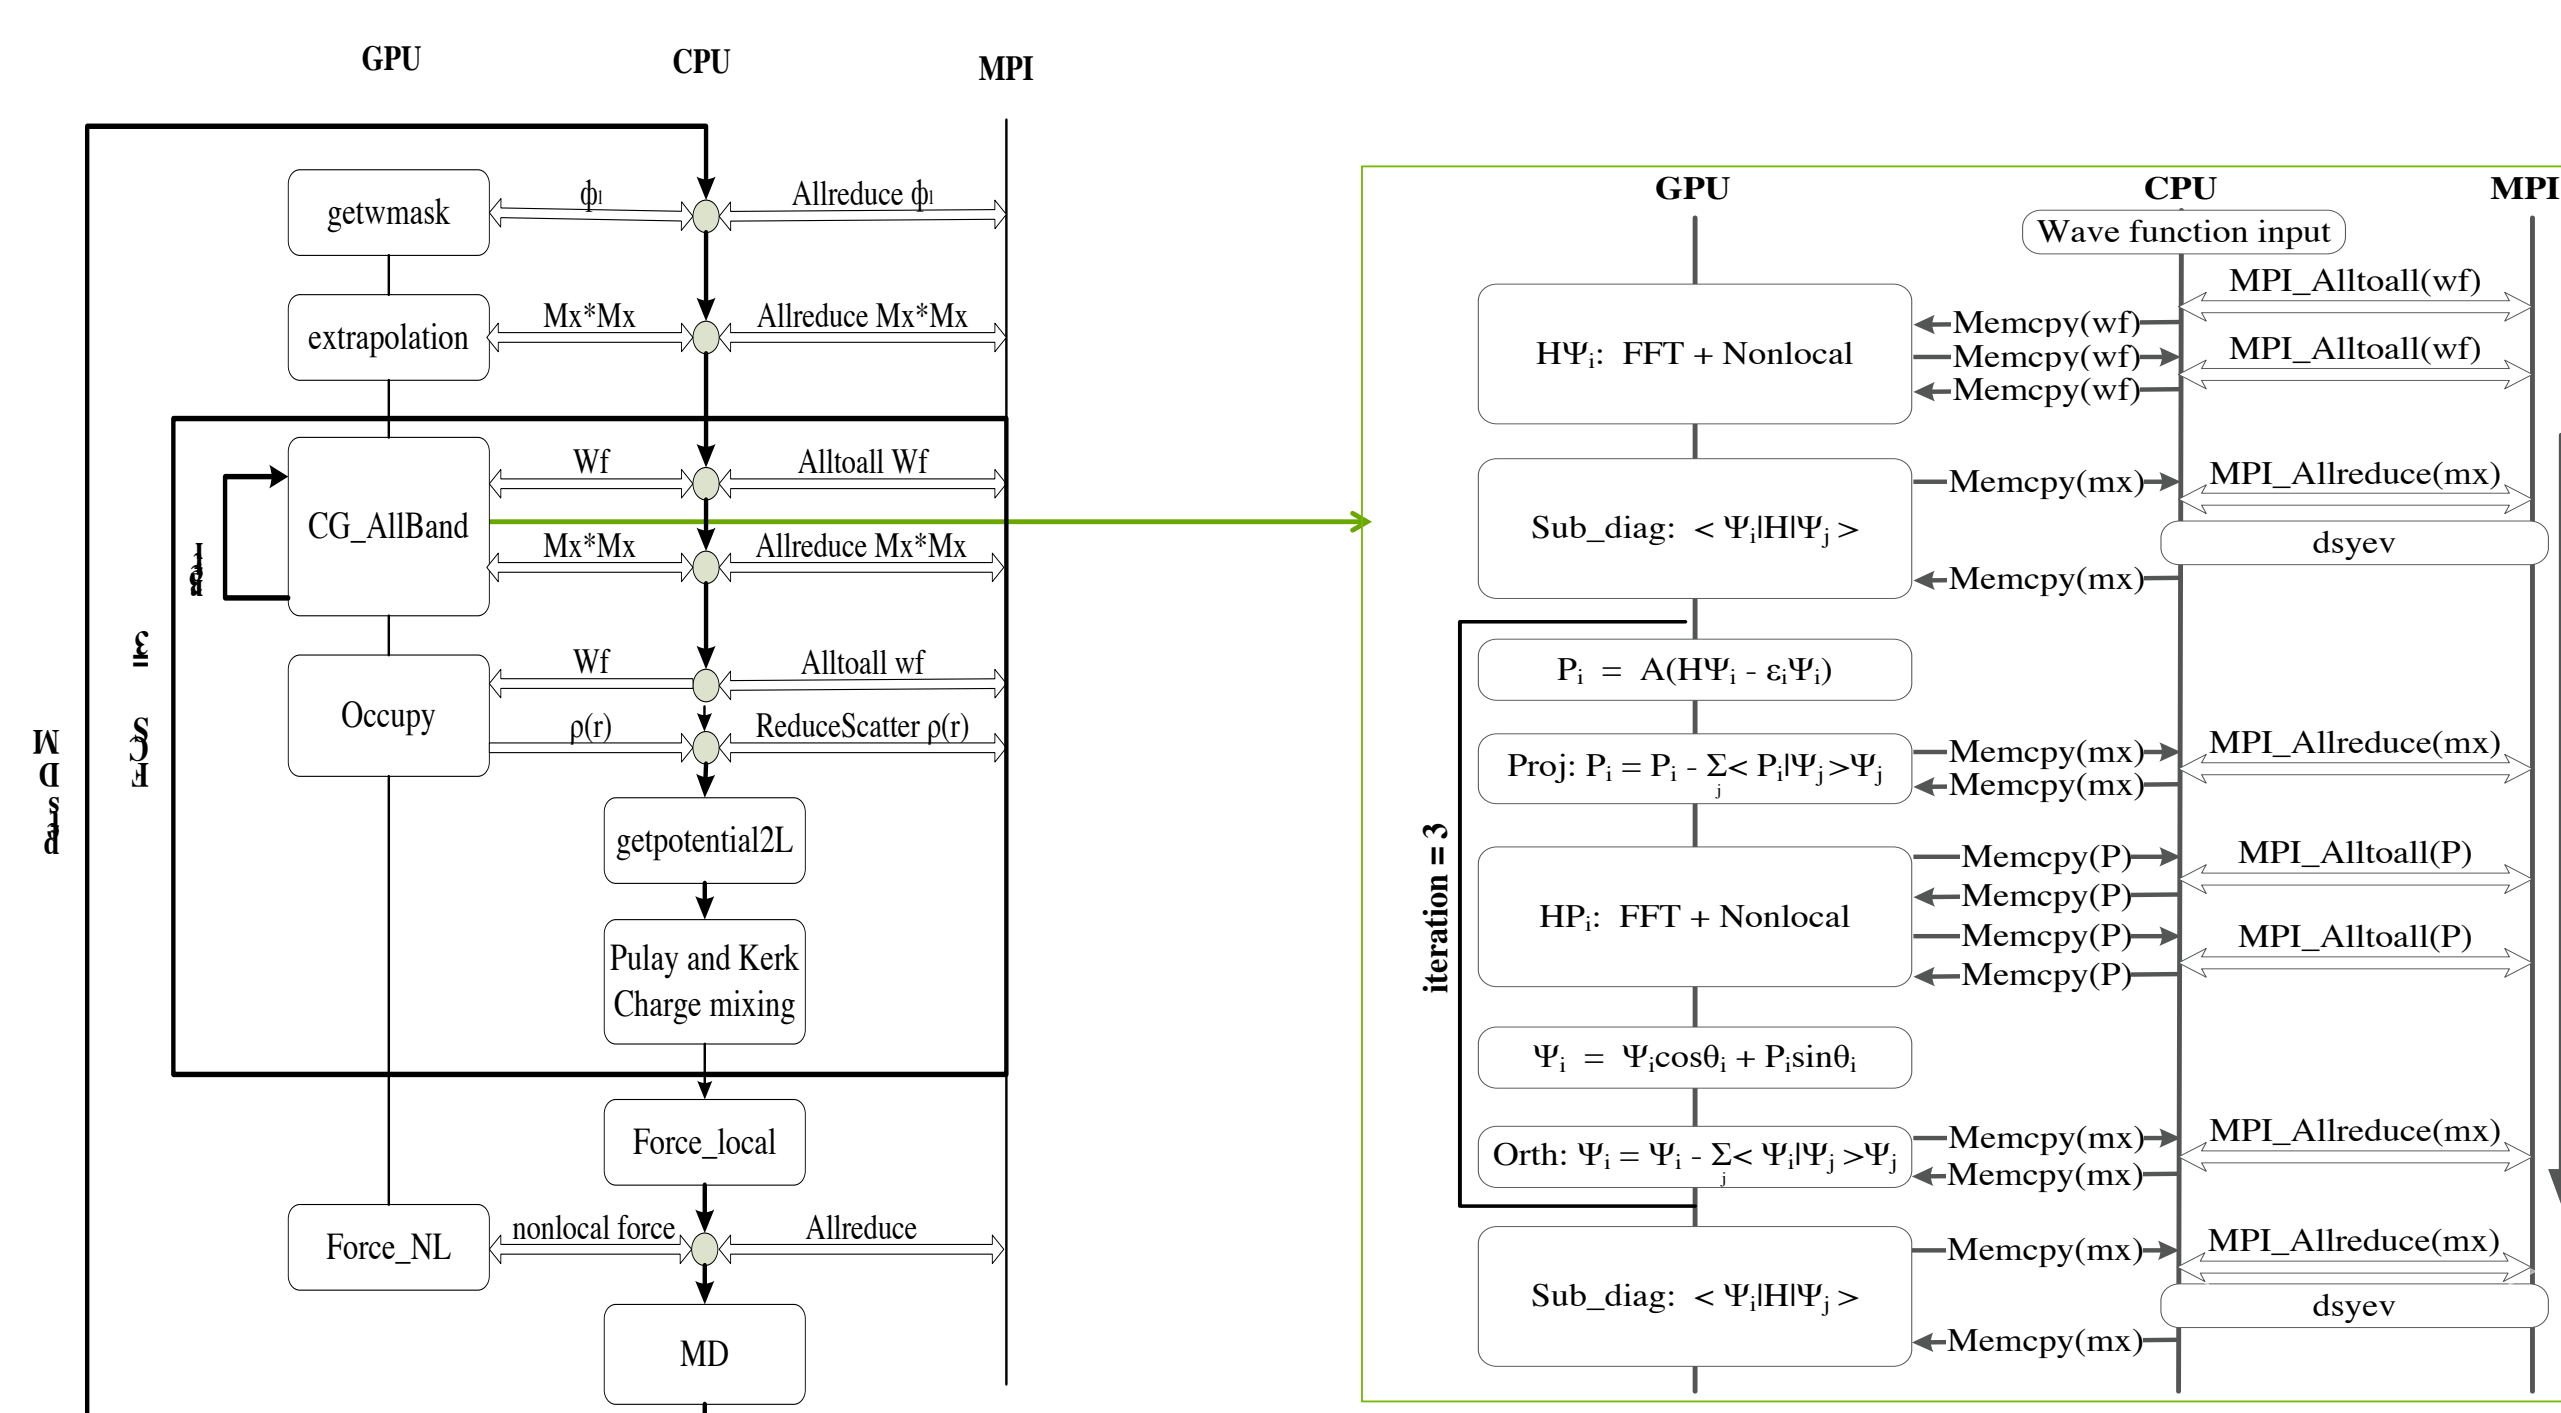 GPU
CPU
MPI
getwmask
ϕl
Allreduce ϕl
extrapolation
Mx*Mx
Allreduce Mx*Mx
CG_AllBand
Wf
Alltoall Wf
Mx*Mx
Allreduce Mx*Mx
Occupy
Wf
Alltoall wf
ρ(r)
ReduceScatter ρ(r)
getpotential2L
Pulay and Kerk
Charge mixing
Force_local
Force_NL
nonlocal force
Allreduce
MD
GPU
CPU
MPI
Wave function input
HΨi: FFT + Nonlocal
Memcpy(wf)
Memcpy(wf)
Memcpy(wf)
MPI_Alltoall(wf)
MPI_Alltoall(wf)
Sub_diag: < Ψi|H|Ψj >
Memcpy(mx)
MPI_Allreduce(mx)
dsyev
Memcpy(mx)
iteration = 3
Pi = A(HΨi - εiΨi)
Proj: Pi = Pi - Σj< Pi|Ψj >Ψj
Memcpy(mx)
Memcpy(mx)
MPI_Allreduce(mx)
HPi: FFT + Nonlocal
Memcpy(P)
Memcpy(P)
Memcpy(P)
Memcpy(P)
MPI_Alltoall(P)
MPI_Alltoall(P)
Ψi = Ψicosθi + Pisinθi
Orth: Ψi = Ψi - Σj< Ψi|Ψj >Ψj
Memcpy(mx)
Memcpy(mx)
MPI_Allreduce(mx)
Sub_diag: < Ψi|H|Ψj >
Memcpy(mx)
MPI_Allreduce(mx)
dsyev
Memcpy(mx)